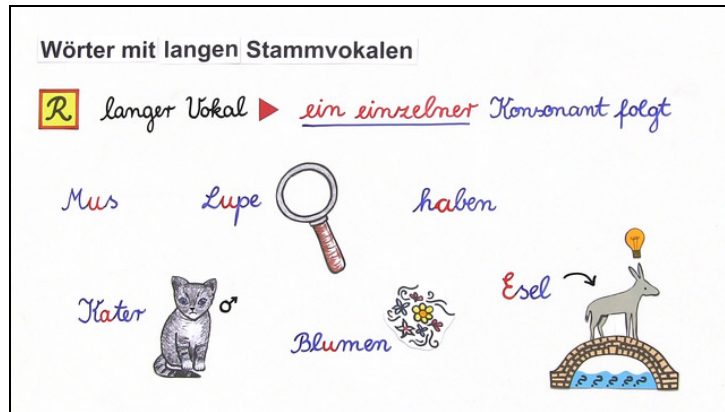 Wörter mit langen Stammvokalen
R langer Vokal ▶ ein einzelner Konsonant folgt
Mus Lupe haben
Kater ♂ Blumen Esel
? ? ? ? ?